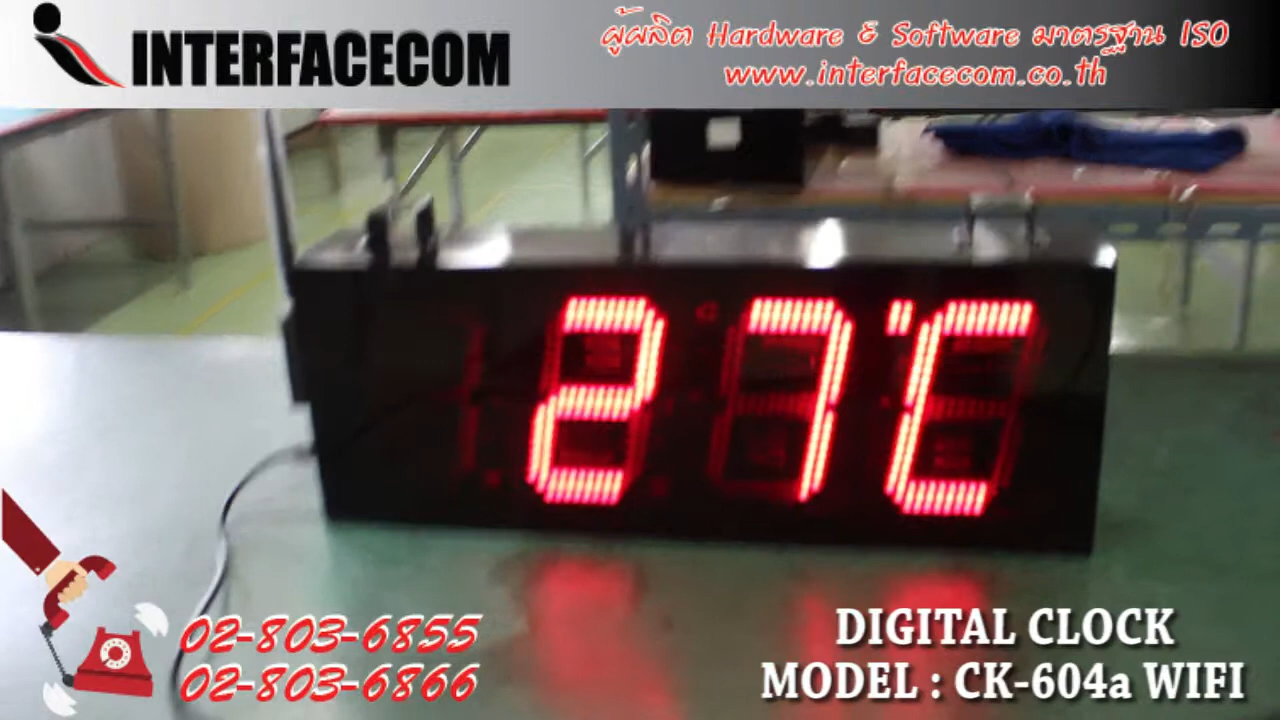 INTERFACECOM
ผู้ผลิต Hardware & Software มาตรฐาน ISO
www.interfacecom.co.th
27'C
02-803-6855
02-803-6866
DIGITAL CLOCK
MODEL : CK-604a WIFI